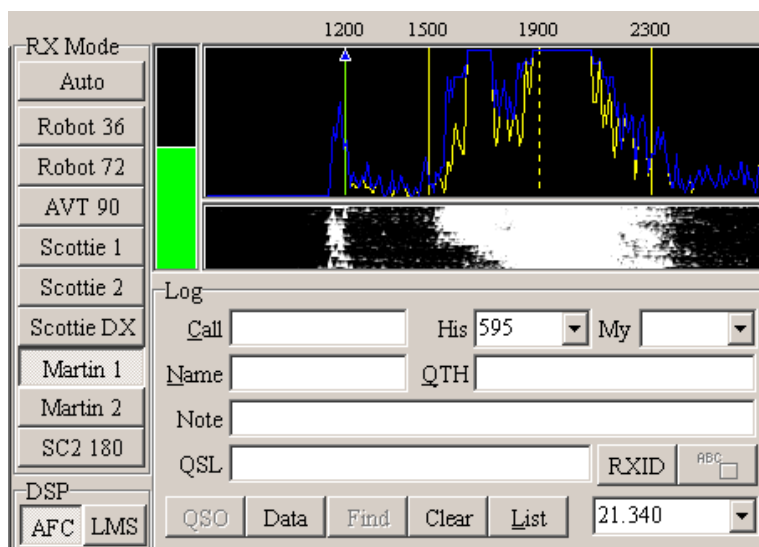 1200 1500 1900 2300
RX Mode
Auto
Robot 36
Robot 72
AVT 90
Scottie 1
Scottie 2
Scottie DX
Martin 1
Martin 2
SC2 180
DSP
AFC LMS
Log
Call His 595 My
Name QTH
Note
QSL RXID ABC
QSO Data Find Clear List 21.340